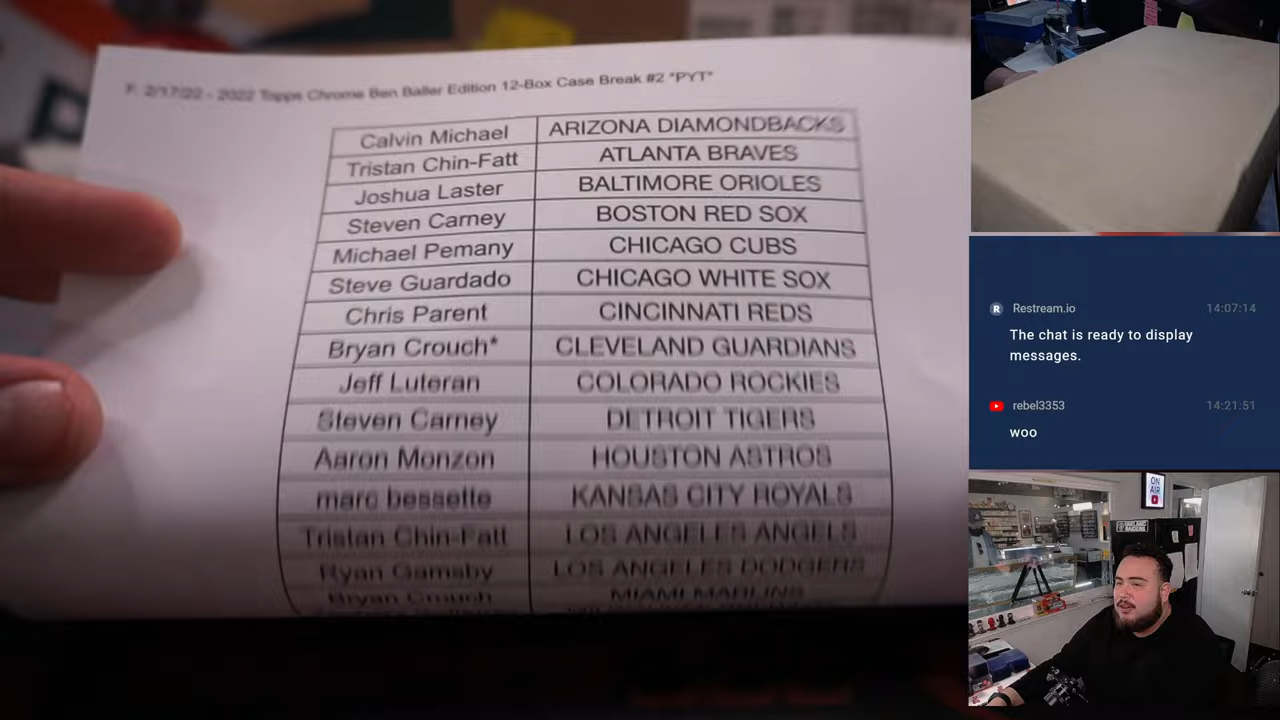 F: 2/17/22 - 2022 Topps Chrome Ben Baller Edition 12-Box Case Break #2 "PYT"
Calvin Michael ARIZONA DIAMONDBACKS
Tristan Chin-Fatt ATLANTA BRAVES
Joshua Laster BALTIMORE ORIOLES
Steven Carney BOSTON RED SOX
Michael Pemany CHICAGO CUBS
Steve Guardado CHICAGO WHITE SOX
Chris Parent CINCINNATI REDS
Bryan Crouch* CLEVELAND GUARDIANS
Jeff Luteran COLORADO ROCKIES
Steven Carney DETROIT TIGERS
Aaron Monzon HOUSTON ASTROS
marc bessette KANSAS CITY ROYALS
Tristan Chin-Fatt LOS ANGELES ANGELS
Ryan Gamsby LOS ANGELES DODGERS
Bryan Crouch MIAMI MARLINS
R Restream.io 14:07:14
The chat is ready to display
messages.
rebel3353 14:21:51
woo
ON
AIR